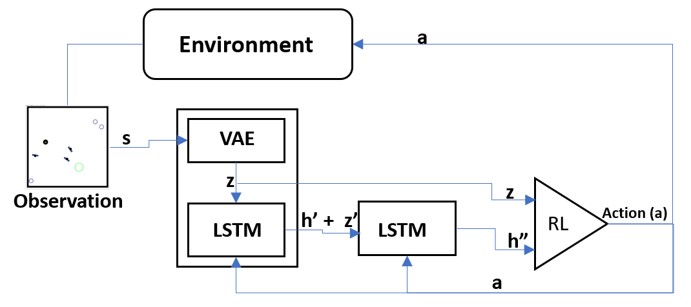 Environment
a
s
VAE
Observation
z
z
LSTM
h' + z'
LSTM
h"
RL
Action (a)
a